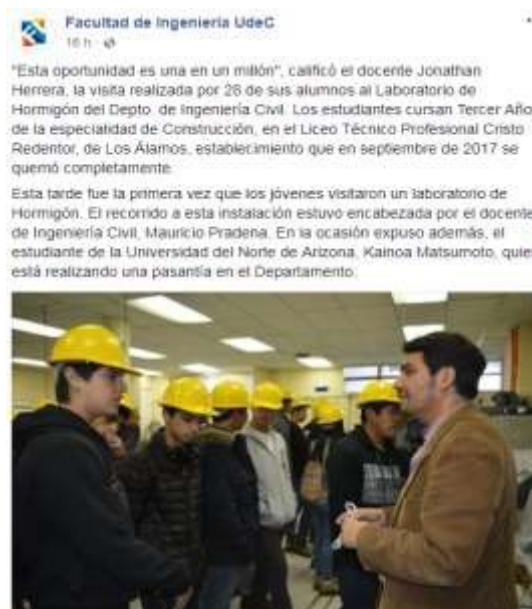 Facultad de Ingeniería UdeC
16 h ·
"Esta oportunidad es una en un millón", calificó el docente Jonathan
Herrera, la visita realizada por 28 de sus alumnos al Laboratorio de
Hormigón del Depto. de Ingeniería Civil. Los estudiantes cursan Tercer Año
de la especialidad de Construcción, en el Liceo Técnico Profesional Cristo
Redentor, de Los Álamos, establecimiento que en septiembre de 2017 se
quemó completamente.
Esta tarde fue la primera vez que los jóvenes visitaron un laboratorio de
Hormigón. El recorrido a esta instalación estuvo encabezada por el docente
de Ingeniería Civil, Mauricio Pradena. En la ocasión expuso además, el
estudiante de la Universidad del Norte de Arizona, Kainoa Matsumoto, quien
está realizando una pasantía en el Departamento.